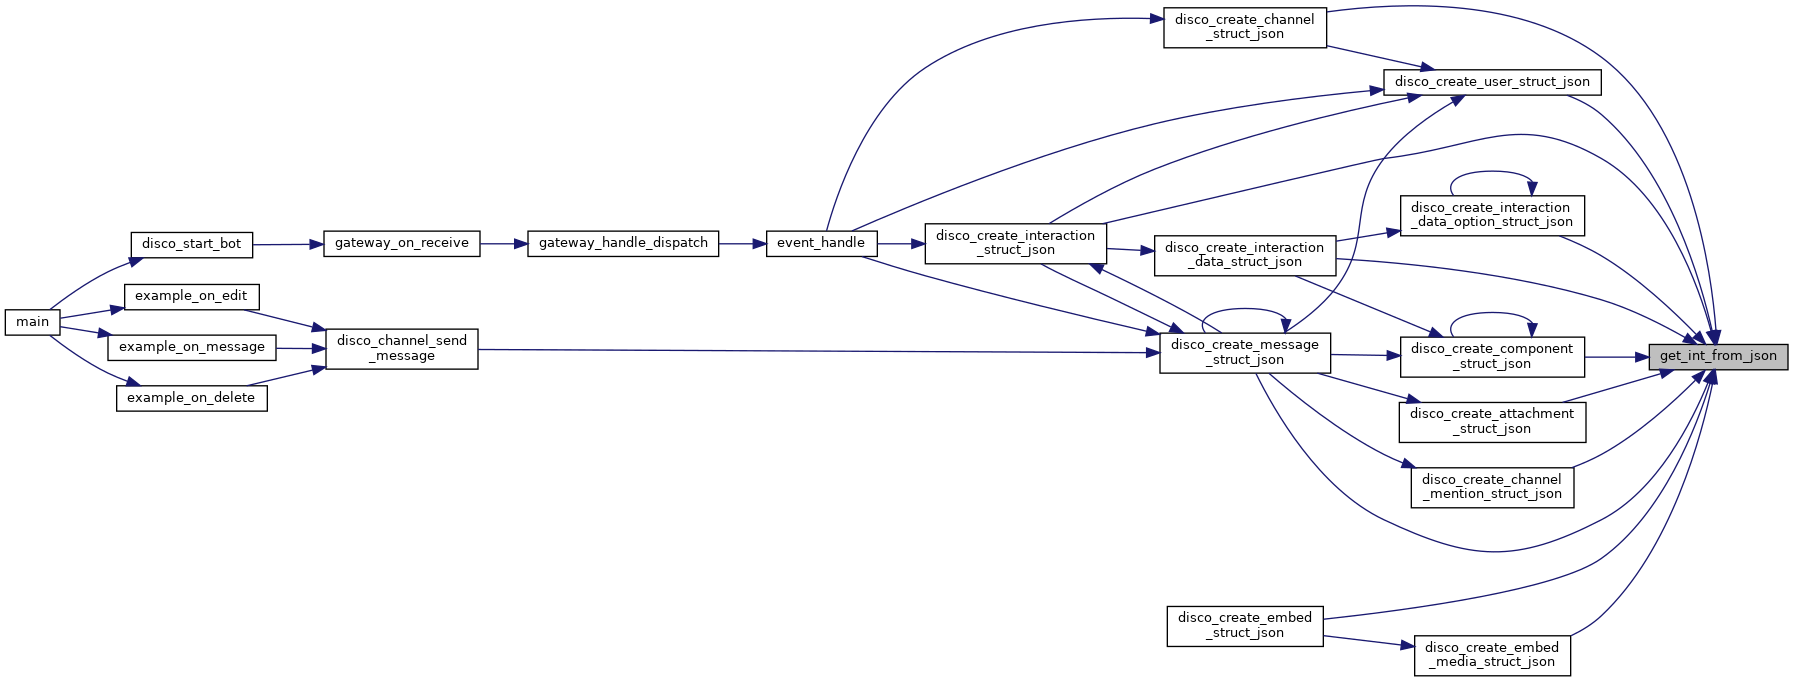 disco_create_channel
_struct_json
disco_create_user_struct_json
disco_create_interaction
_data_option_struct_json
disco_start_bot
gateway_on_receive
gateway_handle_dispatch
event_handle
disco_create_interaction
_struct_json
disco_create_interaction
_data_struct_json
example_on_edit
main
example_on_message
disco_channel_send
_message
disco_create_message
_struct_json
disco_create_component
_struct_json
get_int_from_json
example_on_delete
disco_create_attachment
_struct_json
disco_create_channel
_mention_struct_json
disco_create_embed
_struct_json
disco_create_embed
_media_struct_json